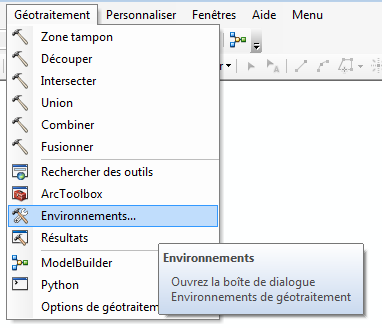 Géotraitement Personnaliser Fenêtres Aide Menu
Zone tampon
Découper
Intersecter
Union
Combiner
Fusionner
Rechercher des outils
ArcToolbox
Environnements...
Résultats
Environnements
Ouvrez la boîte de dialogue
Environnements de géotraitement
ModelBuilder
Python
Options de géotraitem